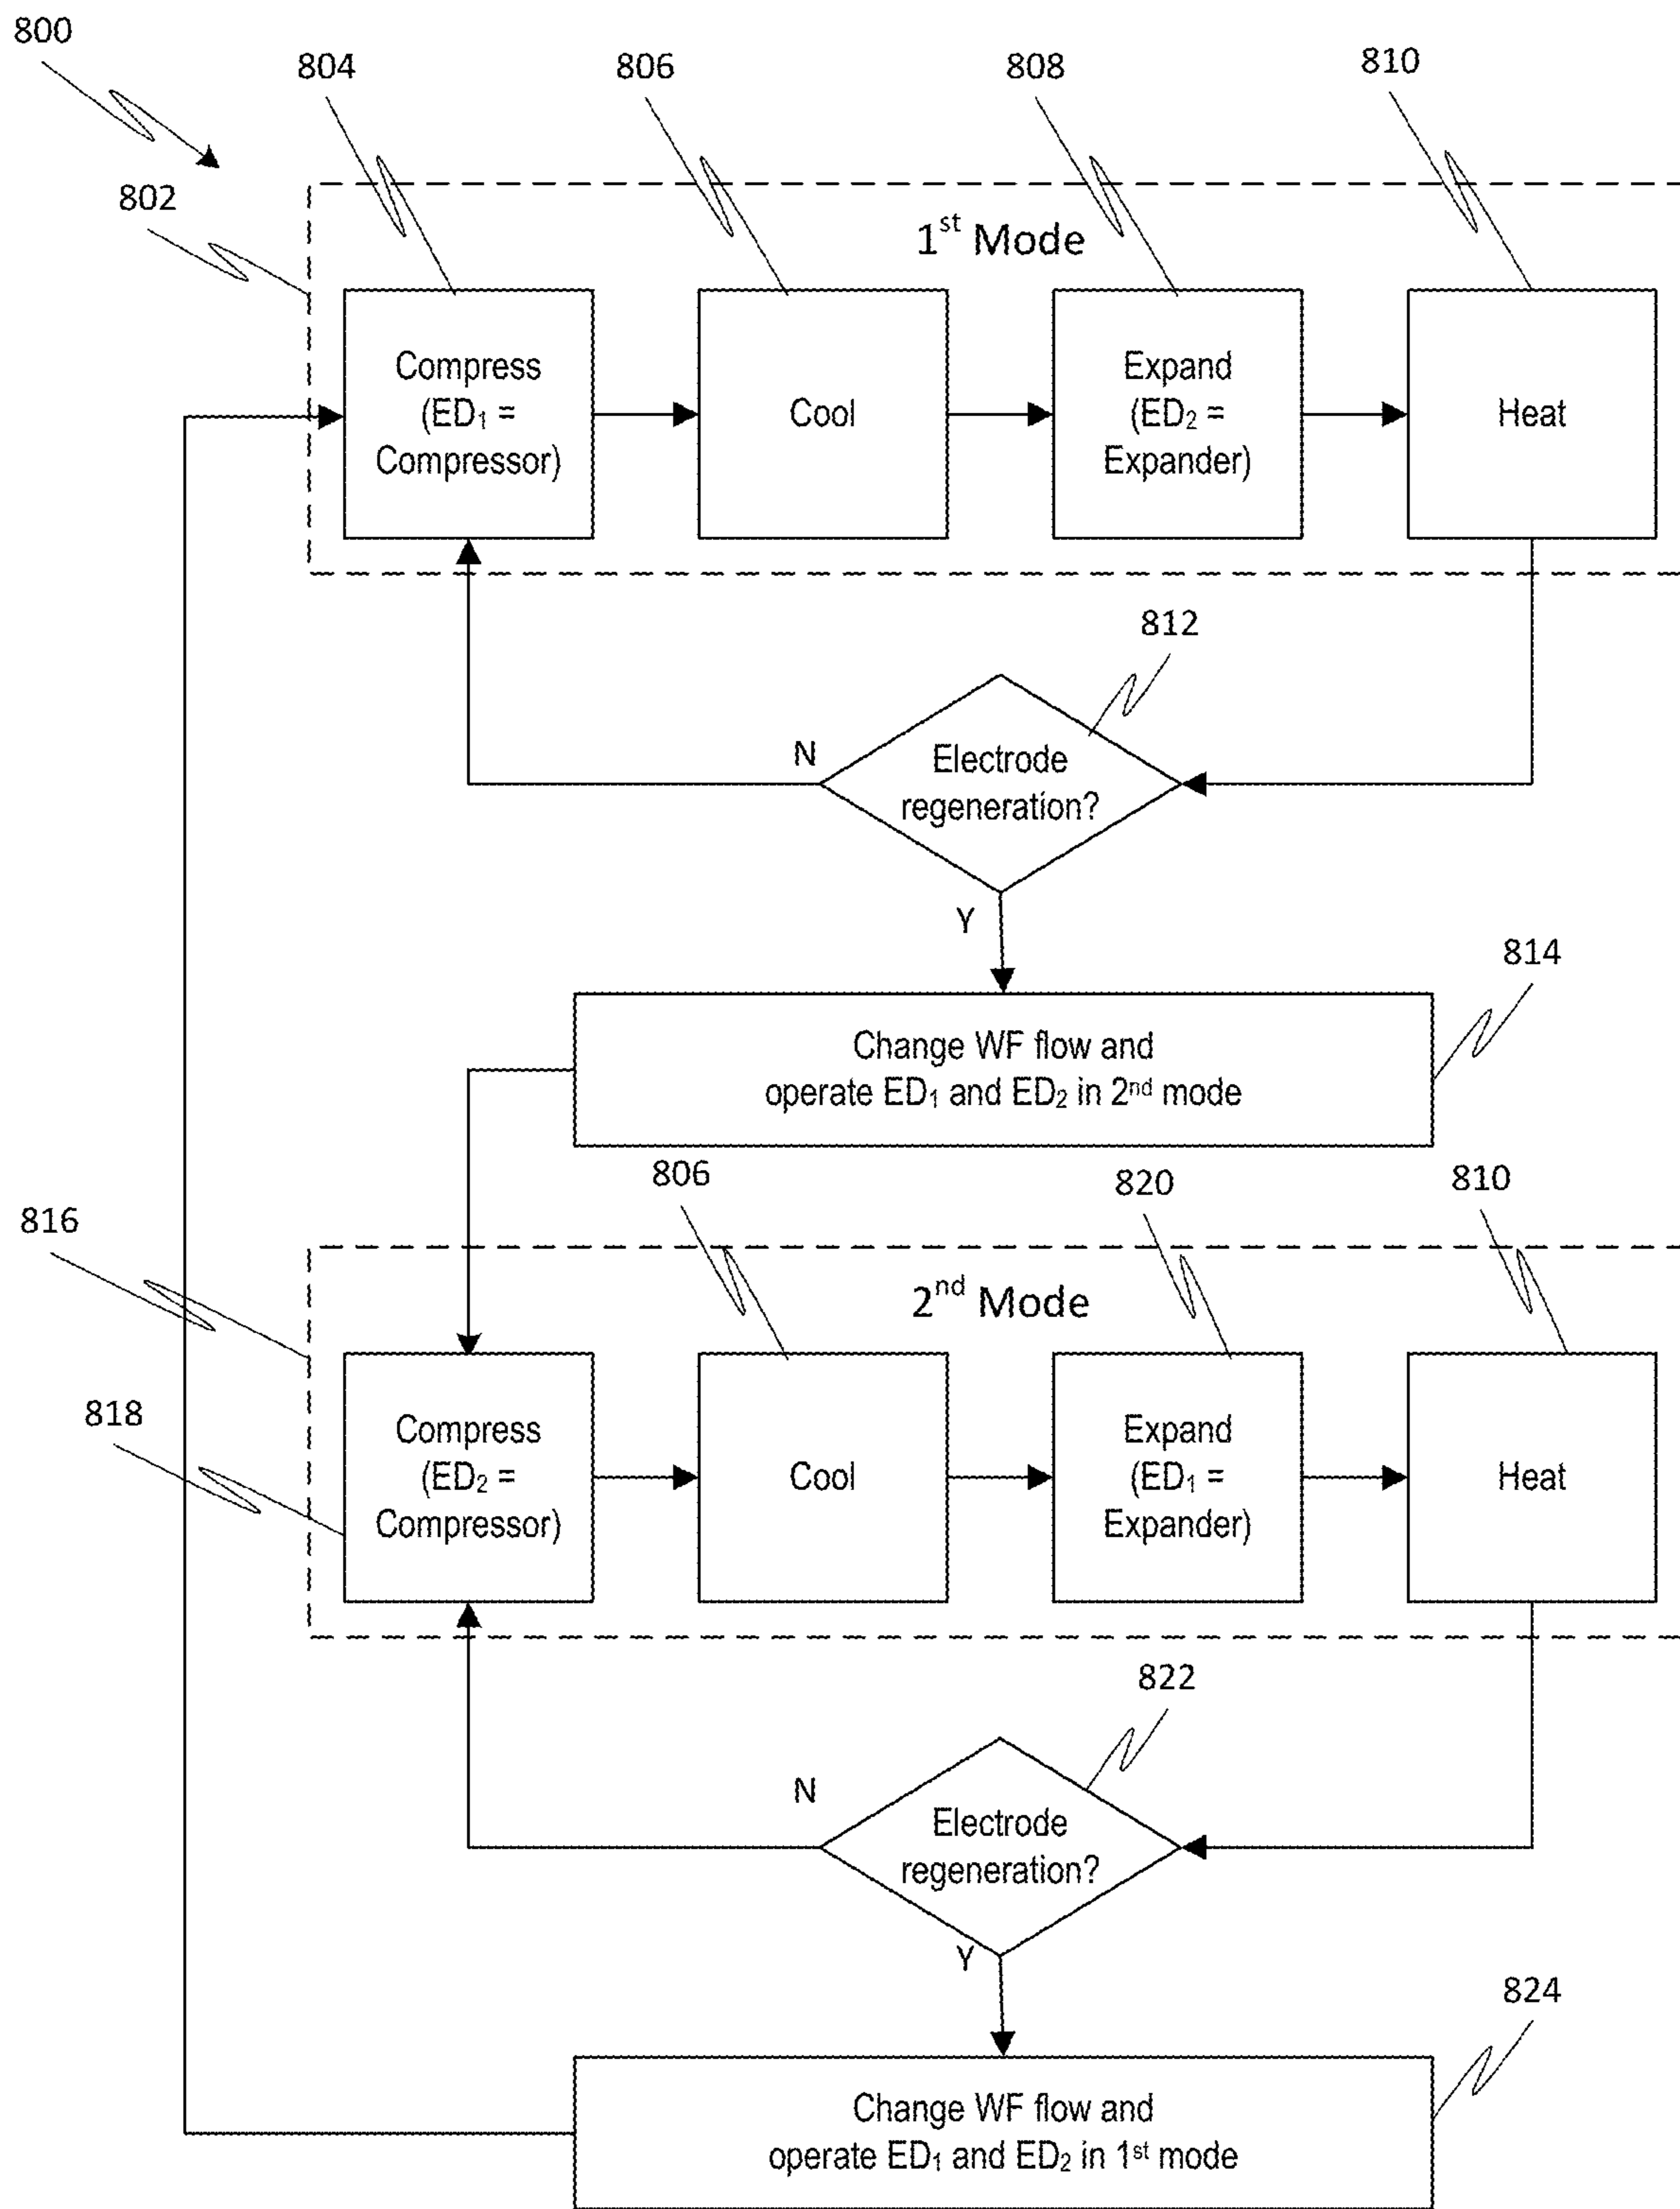 800
804
806
808
810
802
1st Mode
Compress
(ED1 =
Compressor)
Cool
Expand
(ED2 =
Expander)
Heat
812
N
Electrode
regeneration?
Y
814
Change WF flow and
operate ED1 and ED2 in 2nd mode
806
820
810
816
2nd Mode
818
Compress
(ED2 =
Compressor)
Cool
Expand
(ED1 =
Expander)
Heat
822
N
Electrode
regeneration?
Y
824
Change WF flow and
operate ED1 and ED2 in 1st mode